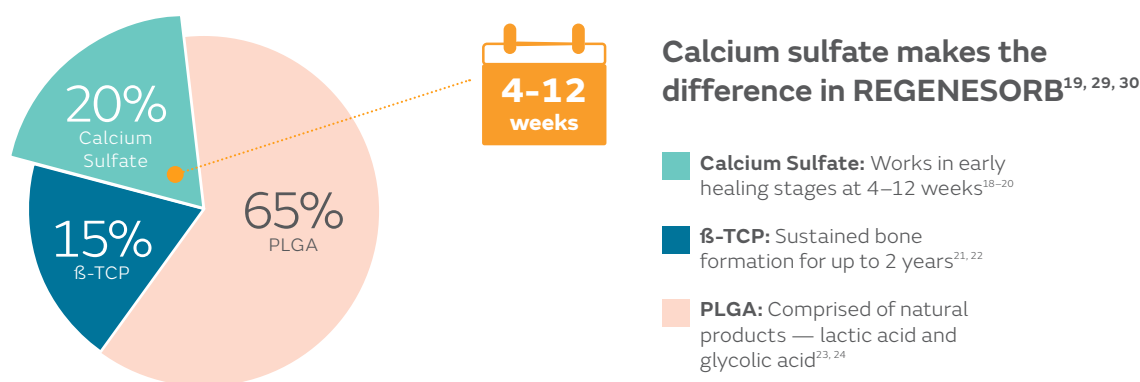 20%
Calcium
Sulfate
15%
ß-TCP
65%
PLGA
4-12
weeks
Calcium sulfate makes the
difference in REGENESORB19, 29, 30
Calcium Sulfate: Works in early
healing stages at 4–12 weeks18–20
ß-TCP: Sustained bone
formation for up to 2 years21, 22
PLGA: Comprised of natural
products — lactic acid and
glycolic acid23, 24